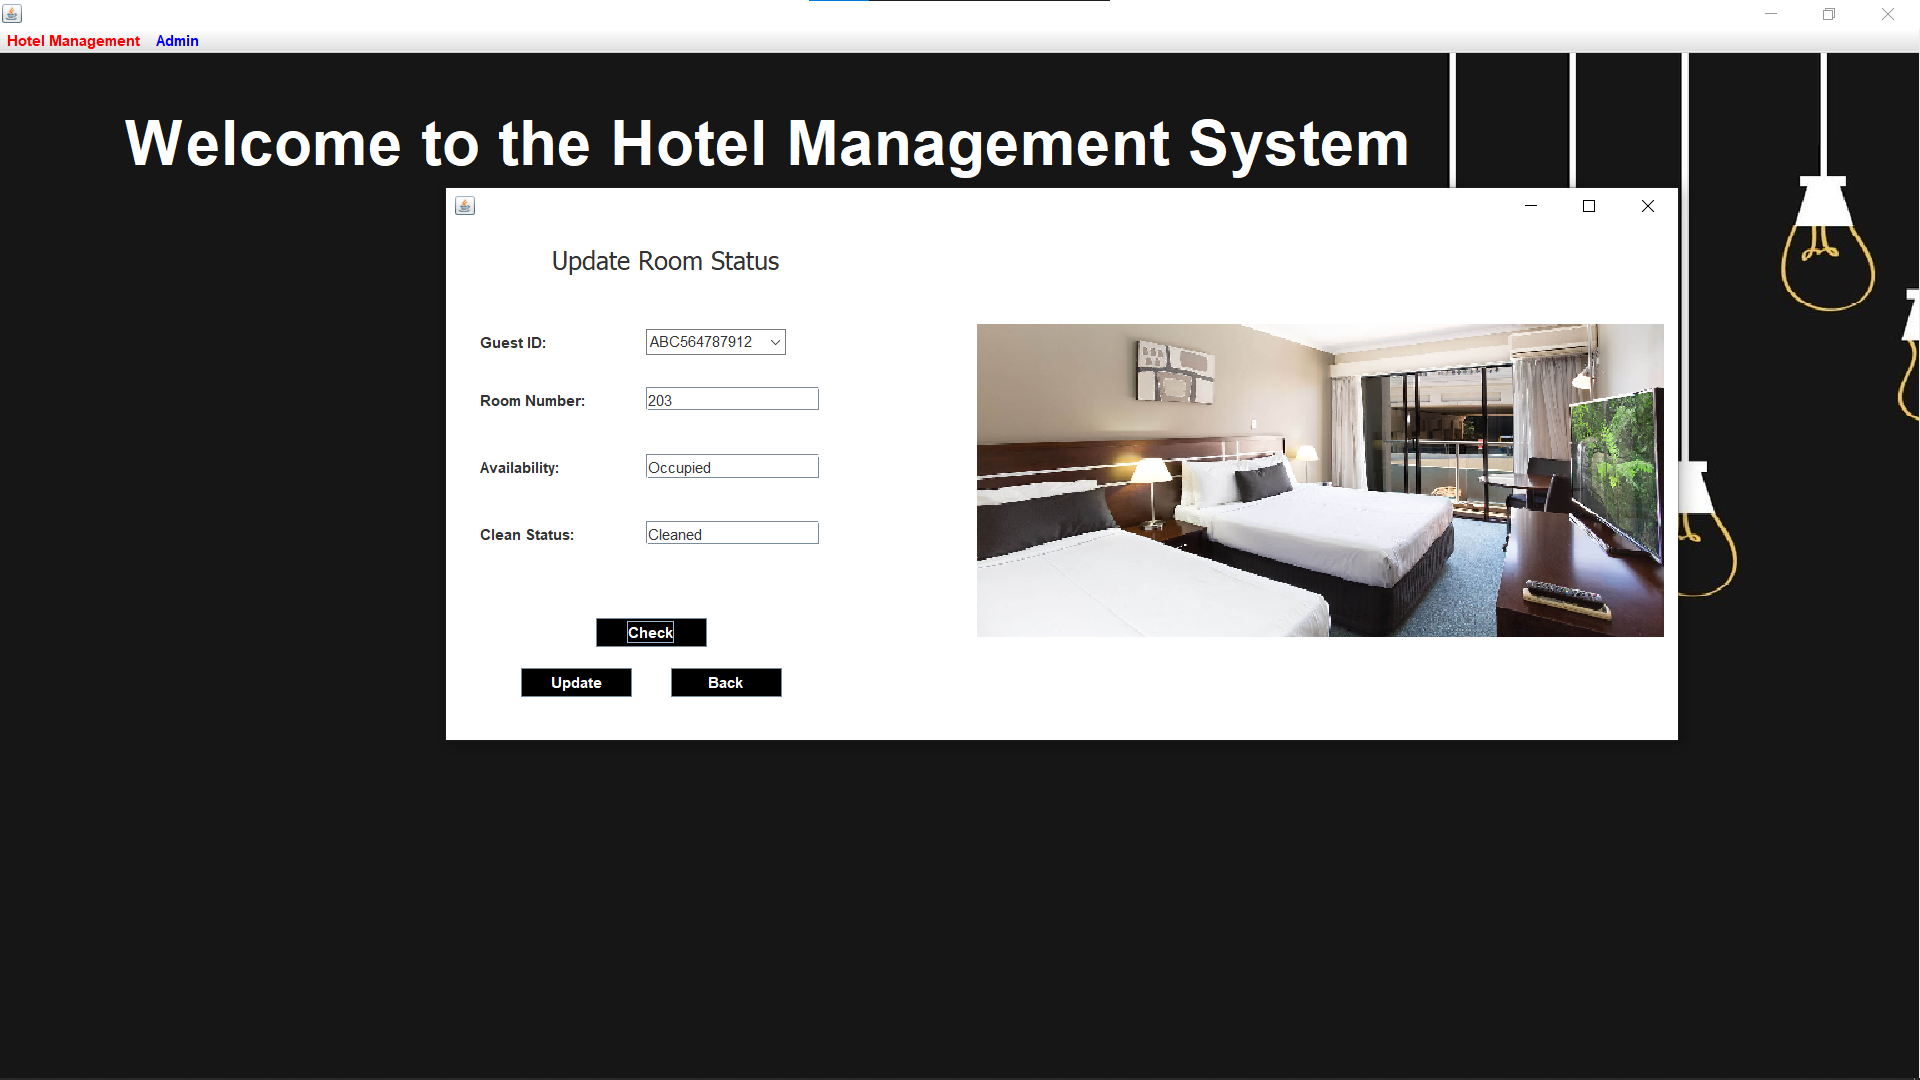 Hotel Management Admin
Welcome to the Hotel Management System
Update Room Status
Guest ID: ABC564787912
Room Number: 203
Availability: Occupied
Clean Status: Cleaned
Check
Update Back